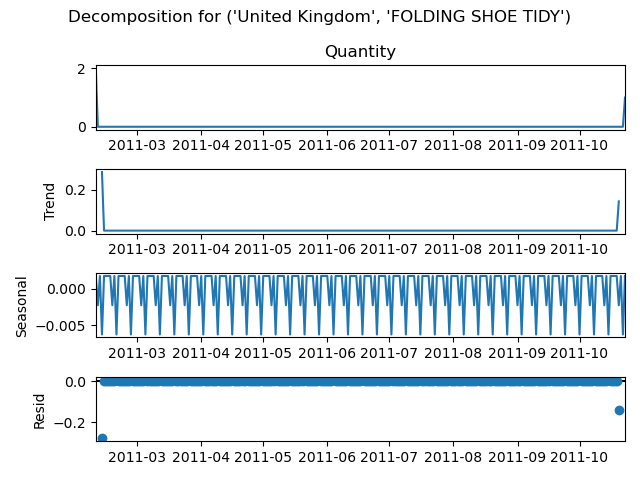 Decomposition for ('United Kingdom', 'FOLDING SHOE TIDY')
Quantity
2
0
2011-03 2011-04 2011-05 2011-06 2011-07 2011-08 2011-09 2011-10
Trend
0.2
0.0
2011-03 2011-04 2011-05 2011-06 2011-07 2011-08 2011-09 2011-10
Seasonal
0.000
−0.005
2011-03 2011-04 2011-05 2011-06 2011-07 2011-08 2011-09 2011-10
Resid
0.0
−0.2
2011-03 2011-04 2011-05 2011-06 2011-07 2011-08 2011-09 2011-10